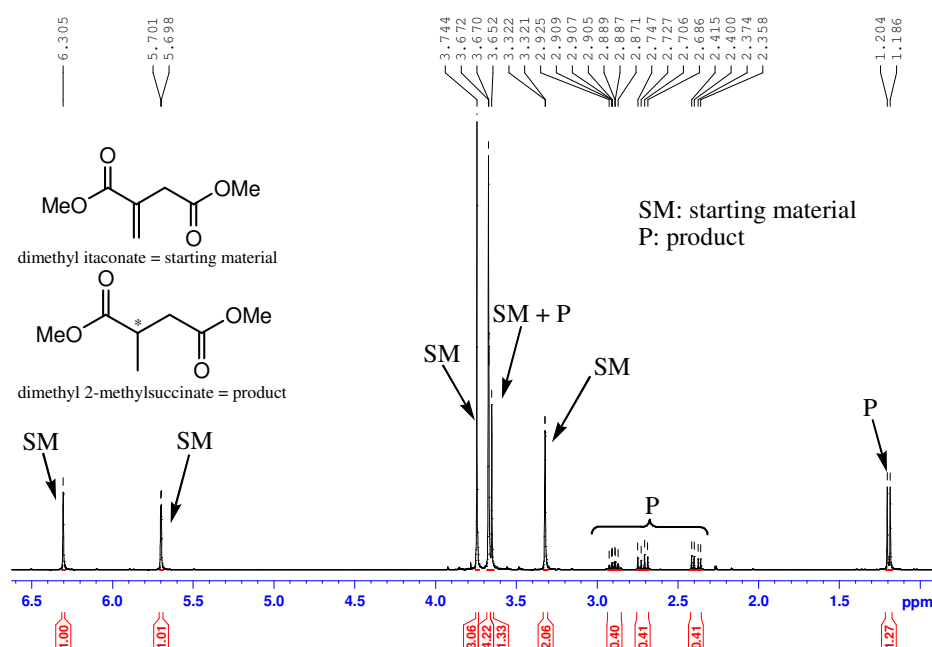 6.305
5.701
5.698
3.744
3.672
3.670
3.652
3.322
3.321
2.925
2.909
2.907
2.905
2.889
2.887
2.871
2.747
2.727
2.706
2.686
2.415
2.400
2.374
2.358
1.204
1.186
O
MeO
OMe
O
dimethyl itaconate = starting material
O
MeO
*
OMe
O
dimethyl 2-methylsuccinate = product
SM: starting material
P: product
SM
SM
SM
SM + P
SM
P
P
6.5 6.0 5.5 5.0 4.5 4.0 3.5 3.0 2.5 2.0 1.5 ppm
1.00 1.01 3.06 4.22 1.33 2.06 0.40 0.41 0.41 1.27